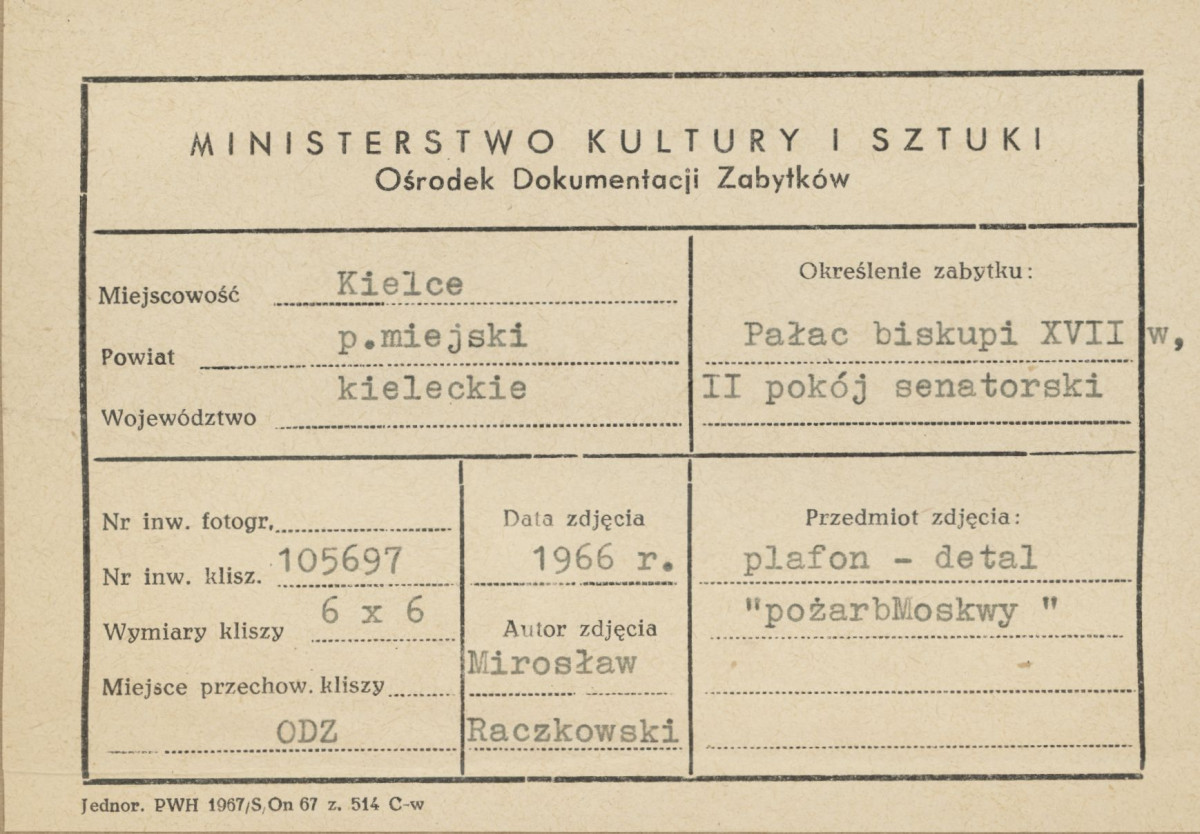 MINISTERSTWO KULTURY I SZTUKI
Ośrodek Dokumentacji Zabytków
Miejscowość Kielce
Powiat p.miejski
Województwo kieleckie
Określenie zabytku:
Pałac biskupi XVII w,
II pokój senatorski
Nr inw. fotogr.
Nr inw. klisz. 105697
Wymiary kliszy 6 x 6
Miejsce przechow. kliszy
ODZ
Data zdjęcia
1966 r.
Autor zdjęcia
Mirosław
Raczkowski
Przedmiot zdjęcia:
plafon - detal
"pożarbMoskwy "
Jednor. PWH 1967/S,On 67 z. 514 C-w